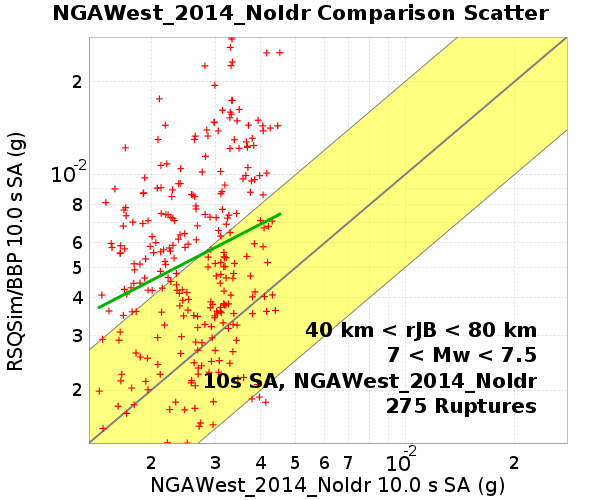 NGAWest_2014_NoIdr Comparison Scatter
RSQSim/BBP 10.0 s SA (g)
2
10-2
8
6
5
4
3
2
40 km < rJB < 80 km
7 < Mw < 7.5
10s SA, NGAWest_2014_NoIdr
275 Ruptures
2 3 4 5 6 7 10-2 2
NGAWest_2014_NoIdr 10.0 s SA (g)